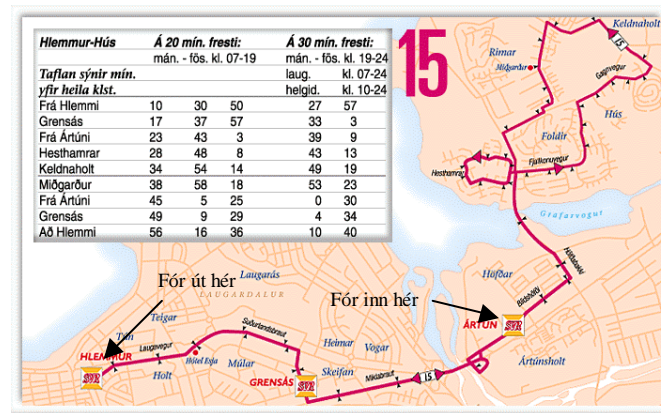 Hlemmur-Hús Á 20 mín. fresti: Á 30 mín. fresti:
mán. - fös. kl. 07-19 mán. - fös. kl. 19-24
Taflan sýnir mín. laug. kl. 07-24
yfir heila klst. helgid. kl. 10-24
Frá Hlemmi 10 30 50 27 57
Grensás 17 37 57 33 3
Frá Ártúni 23 43 3 39 9
Hesthamrar 28 48 8 43 13
Keldnaholt 34 54 14 49 19
Miðgarður 38 58 18 53 23
Frá Ártúni 45 5 25 0 30
Grensás 49 9 29 4 34
Að Hlemmi 56 16 36 10 40
15
Keldnaholt
15
Rimar
Miðgarður
Gagnvegur
Hús
Foldir
Fjallkonuvegur
Hesthamrar
Grafarvogur
Höfðabakki
Höfðar
Bíldshöfði
Fór út hér
Fór inn hér
Laugarás
LAUGARDALUR
ÁRTÚN
SVR
Teigar
Tún
Suðurlandsbraut
HLEMMUR
Laugavegur
Hótel Esja
Heimar
Vogar
Ártúnsholt
SVR
Holt
Múlar
GRENSÁS
SVR
Skeifan
Miklabraut
15